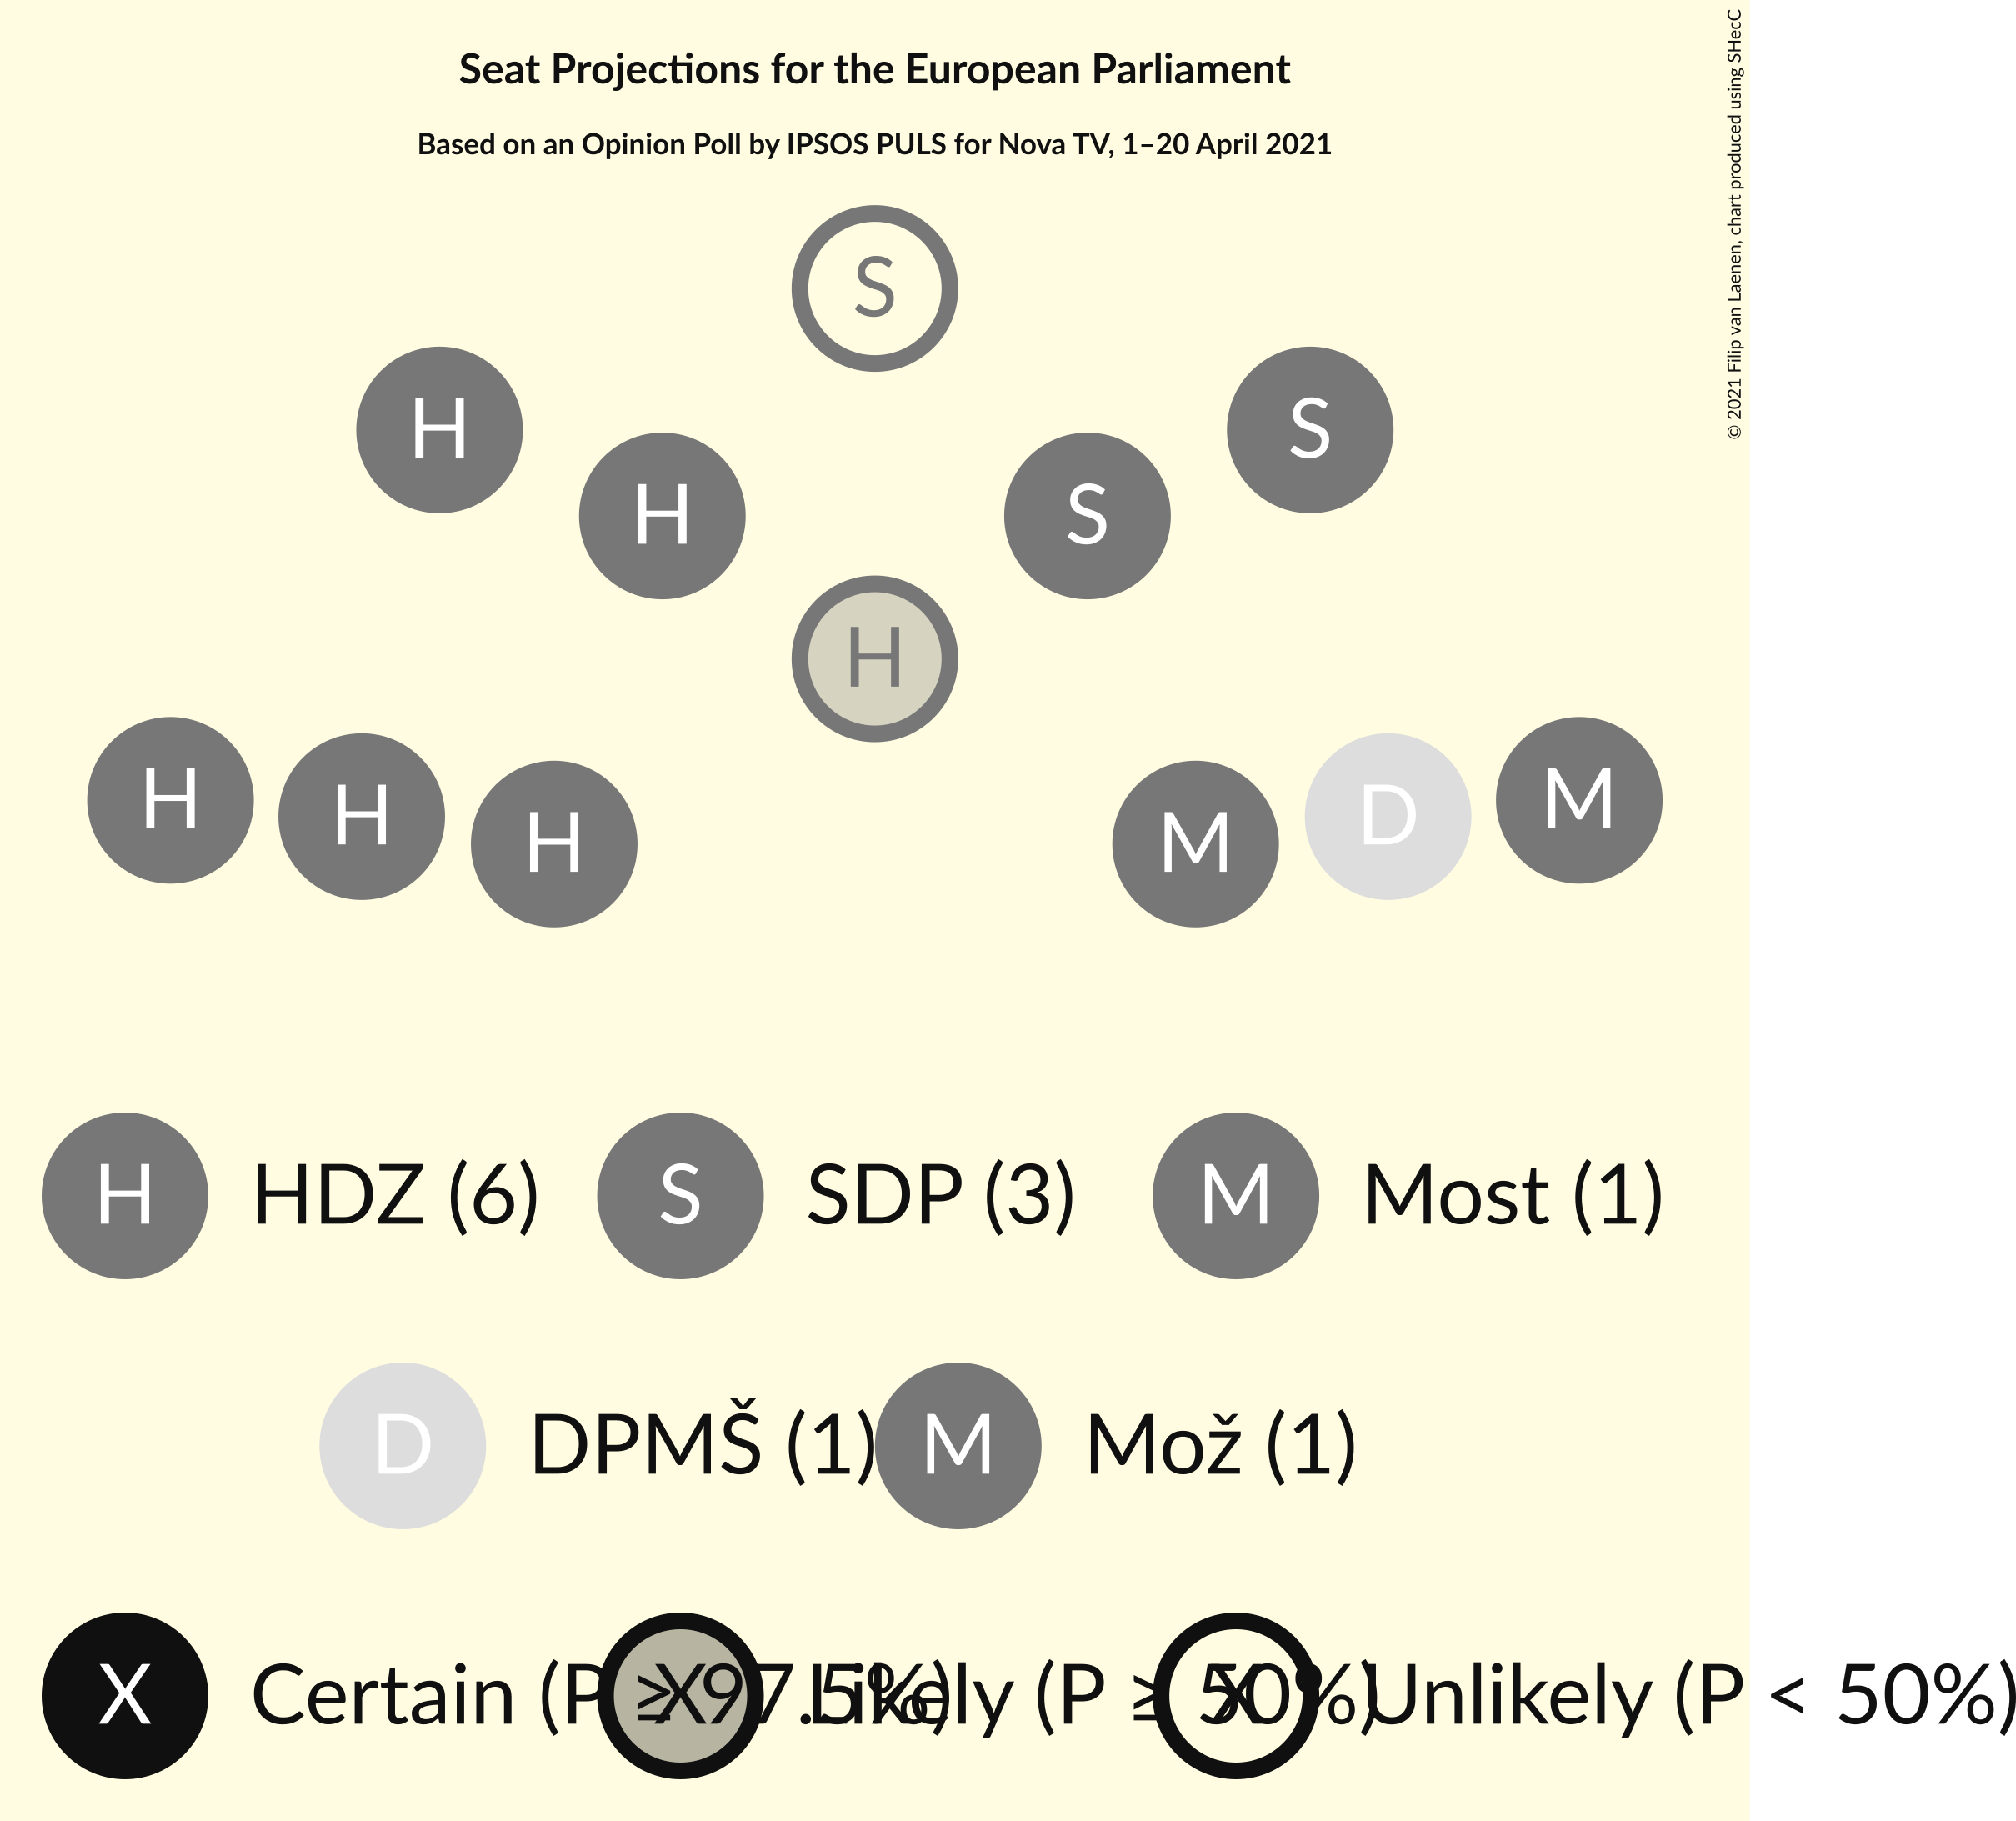 Seat Projections for the European Parliament
Based on an Opinion Poll by IPSOS PULS for Nova TV, 1–20 April 2021
© 2021 Filip van Laenen, chart produced using SHecC
S
H
S
H
S
H
H
H
H
M
D
M
H HDZ (6) S SDP (3) M Most (1)
D DPMŠ (1) M Mož (1)
X Certain (P ≥ 97.5%) X Likely (P ≥ 50%) X Unlikely (P < 50%)